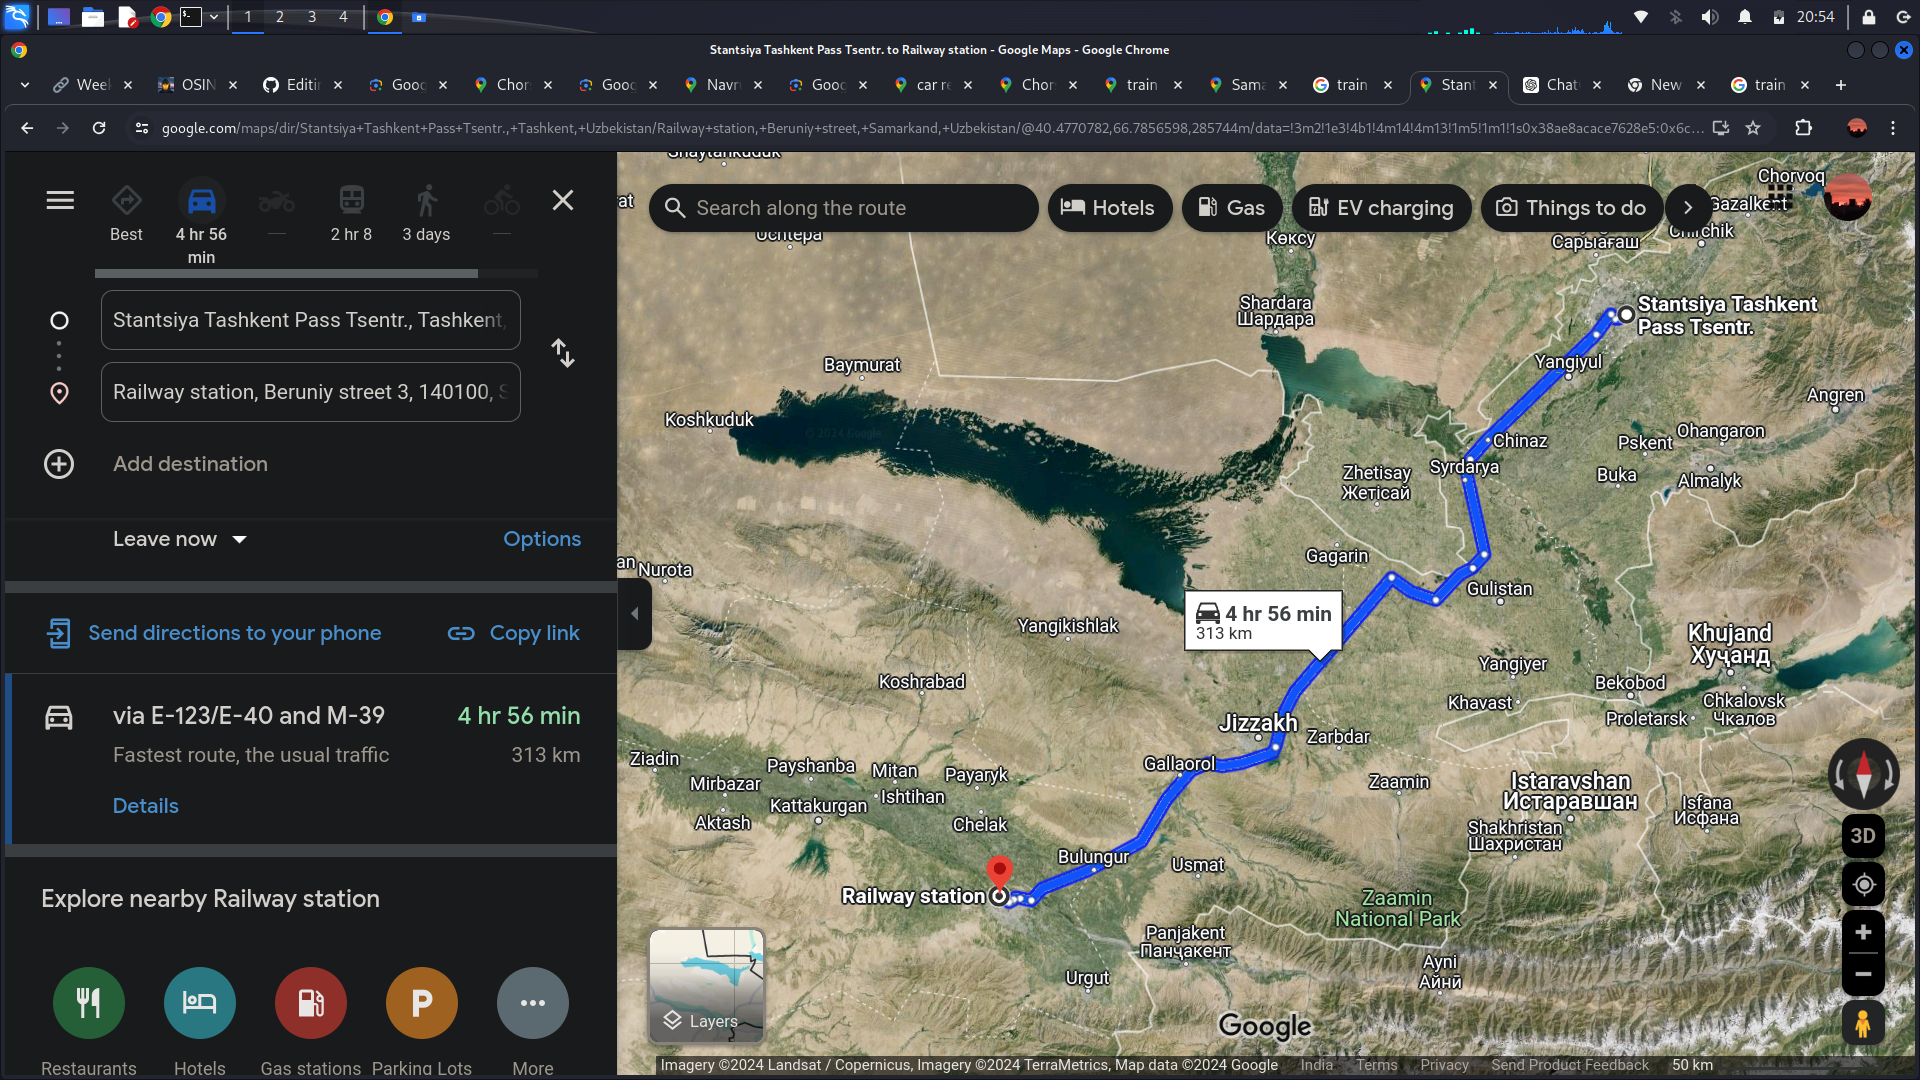 1 2 3 4
20:54
Stantsiya Tashkent Pass Tsentr. to Railway station - Google Maps - Google Chrome
Weel
OSIN
Editi
Goog
Chor
Goog
Navr
Goog
car re
Chor
train
Sama
train
Stant
Chat
New
train
google.com/maps/dir/Stantsiya+Tashkent+Pass+Tsentr.,+Tashkent,+Uzbekistan/Railway+station,+Beruniy+street,+Samarkand,+Uzbekistan/@40.4770782,66.7856598,285744m/data=!3m2!1e3!4b1!4m14!4m13!1m5!1m1!1s0x38ae8acace7628e5:0x6c...
Best
4 hr 56
min
—
2 hr 8
3 days
—
Stantsiya Tashkent Pass Tsentr., Tashkent,
Railway station, Beruniy street 3, 140100, S
Add destination
Leave now
Options
Send directions to your phone
Copy link
via E-123/E-40 and M-39
4 hr 56 min
Fastest route, the usual traffic
313 km
Details
Explore nearby Railway station
P
Restaurants
Hotels
Gas stations
Parking Lots
More
Search along the route
Hotels
Gas
EV charging
Things to do
Shaytankuduk
rat
Uchtepa
Көксу
Сарыағаш
Chirchik
Chorvoq
Gazalkent
Shardara
Шардара
Stantsiya Tashkent
Pass Tsentr.
Yangiyul
Baymurat
Angren
Koshkuduk
© 2024 Google
Chinaz
Pskent
Ohangaron
Syrdarya
Zhetisay
Жетісай
Buka
Almalyk
Gagarin
an
Nurota
Gulistan
4 hr 56 min
313 km
Yangikishlak
Khujand
Хуҷанд
Yangiyer
Koshrabad
Bekobod
Khavast
Chkalovsk
Чкалов
Proletarsk
Jizzakh
Zarbdar
Ziadin
Payshanba
Mitan
Payaryk
Gallaorol
Mirbazar
Zaamin
Istaravshan
Истаравшан
Kattakurgan
Ishtihan
Isfana
Исфана
Aktash
Chelak
Shakhristan
Шахристан
Bulungur
Usmat
Railway station
Zaamin
National Park
Panjakent
Панҷакент
Urgut
Ayni
Айнӣ
3D
Layers
Google
Imagery ©2024 Landsat / Copernicus, Imagery ©2024 TerraMetrics, Map data ©2024 Google
India
Terms
Privacy
Send Product Feedback
50 km